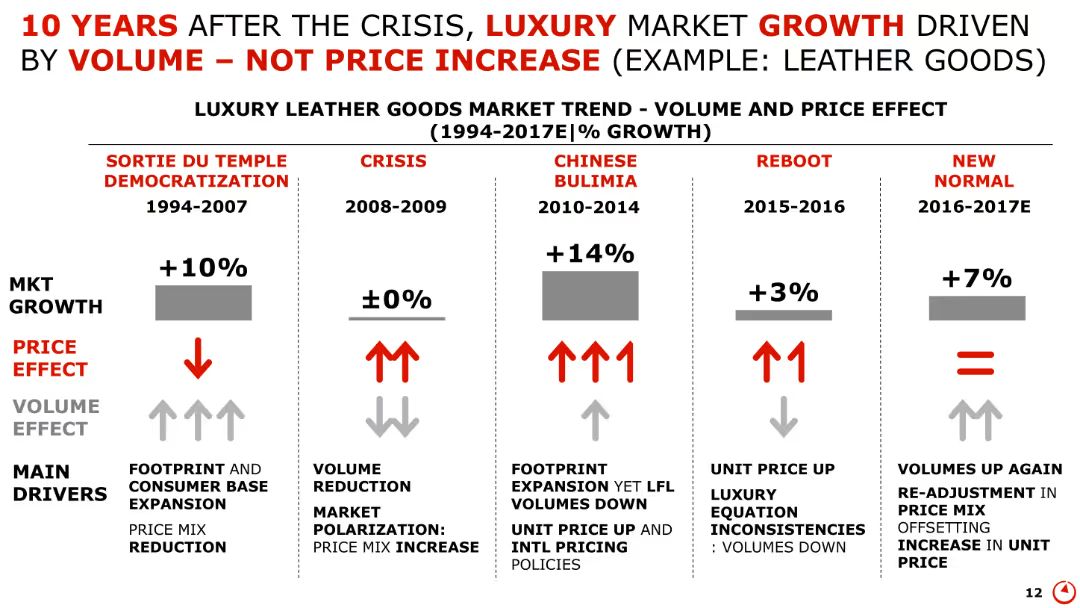 10 YEARS AFTER THE CRISIS, LUXURY MARKET GROWTH DRIVEN
BY VOLUME – NOT PRICE INCREASE (EXAMPLE: LEATHER GOODS)
LUXURY LEATHER GOODS MARKET TREND - VOLUME AND PRICE EFFECT
(1994-2017E|% GROWTH)
SORTIE DU TEMPLE
DEMOCRATIZATION
1994-2007
CRISIS
2008-2009
CHINESE
BULIMIA
2010-2014
REBOOT
2015-2016
NEW
NORMAL
2016-2017E
MKT
GROWTH
+10%
±0%
+14%
+3%
+7%
PRICE
EFFECT
=
VOLUME
EFFECT
MAIN
DRIVERS
FOOTPRINT AND
CONSUMER BASE
EXPANSION
PRICE MIX
REDUCTION
VOLUME
REDUCTION
MARKET
POLARIZATION:
PRICE MIX INCREASE
FOOTPRINT
EXPANSION YET LFL
VOLUMES DOWN
UNIT PRICE UP AND
INTL PRICING
POLICIES
UNIT PRICE UP
LUXURY
EQUATION
INCONSISTENCIES
: VOLUMES DOWN
VOLUMES UP AGAIN
RE-ADJUSTMENT IN
PRICE MIX
OFFSETTING
INCREASE IN UNIT
PRICE
12